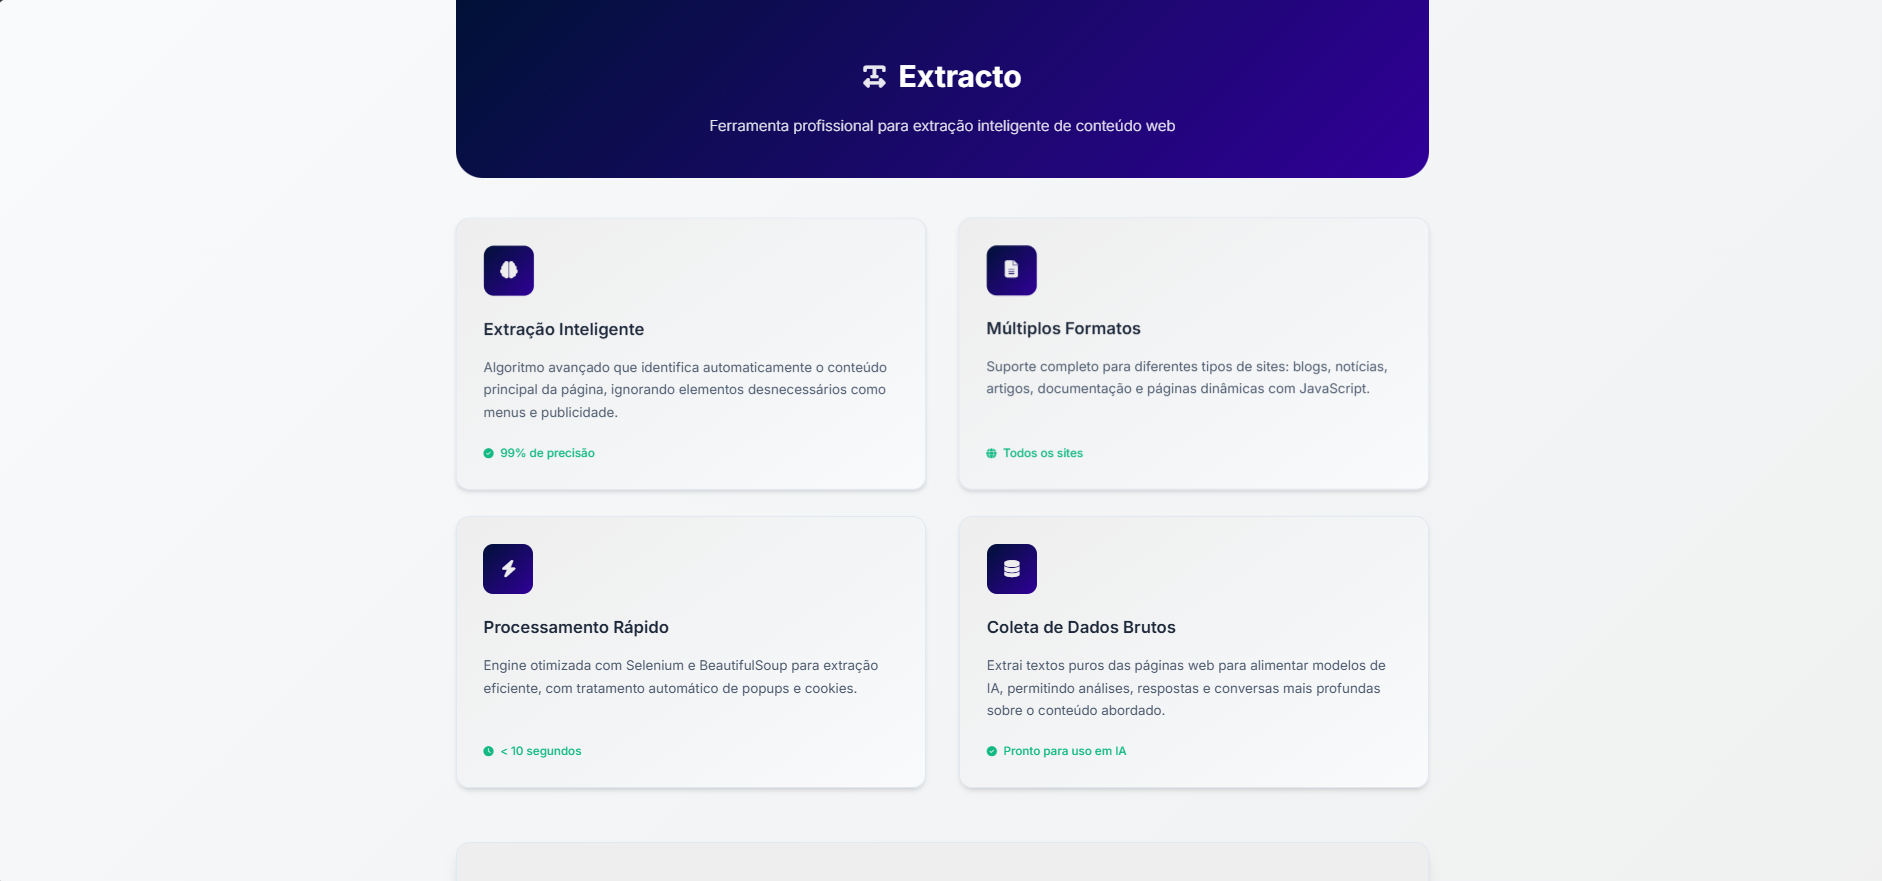 Extracto
Ferramenta profissional para extração inteligente de conteúdo web
Extração Inteligente
Algoritmo avançado que identifica automaticamente o conteúdo
principal da página, ignorando elementos desnecessários como
menus e publicidade.
99% de precisão
Múltiplos Formatos
Suporte completo para diferentes tipos de sites: blogs, notícias,
artigos, documentação e páginas dinâmicas com JavaScript.
Todos os sites
Processamento Rápido
Engine otimizada com Selenium e BeautifulSoup para extração
eficiente, com tratamento automático de popups e cookies.
< 10 segundos
Coleta de Dados Brutos
Extrai textos puros das páginas web para alimentar modelos de
IA, permitindo análises, respostas e conversas mais profundas
sobre o conteúdo abordado.
Pronto para uso em IA